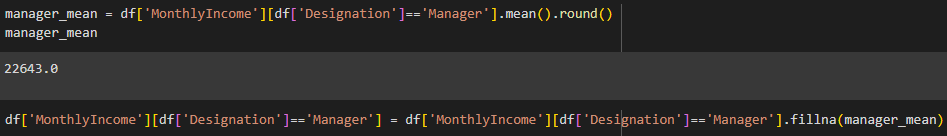 manager_mean = df['MonthlyIncome'][df['Designation']=='Manager'].mean().round()
manager_mean
22643.0
df['MonthlyIncome'][df['Designation']=='Manager'] = df['MonthlyIncome'][df['Designation']=='Manager'].fillna(manager_mean)